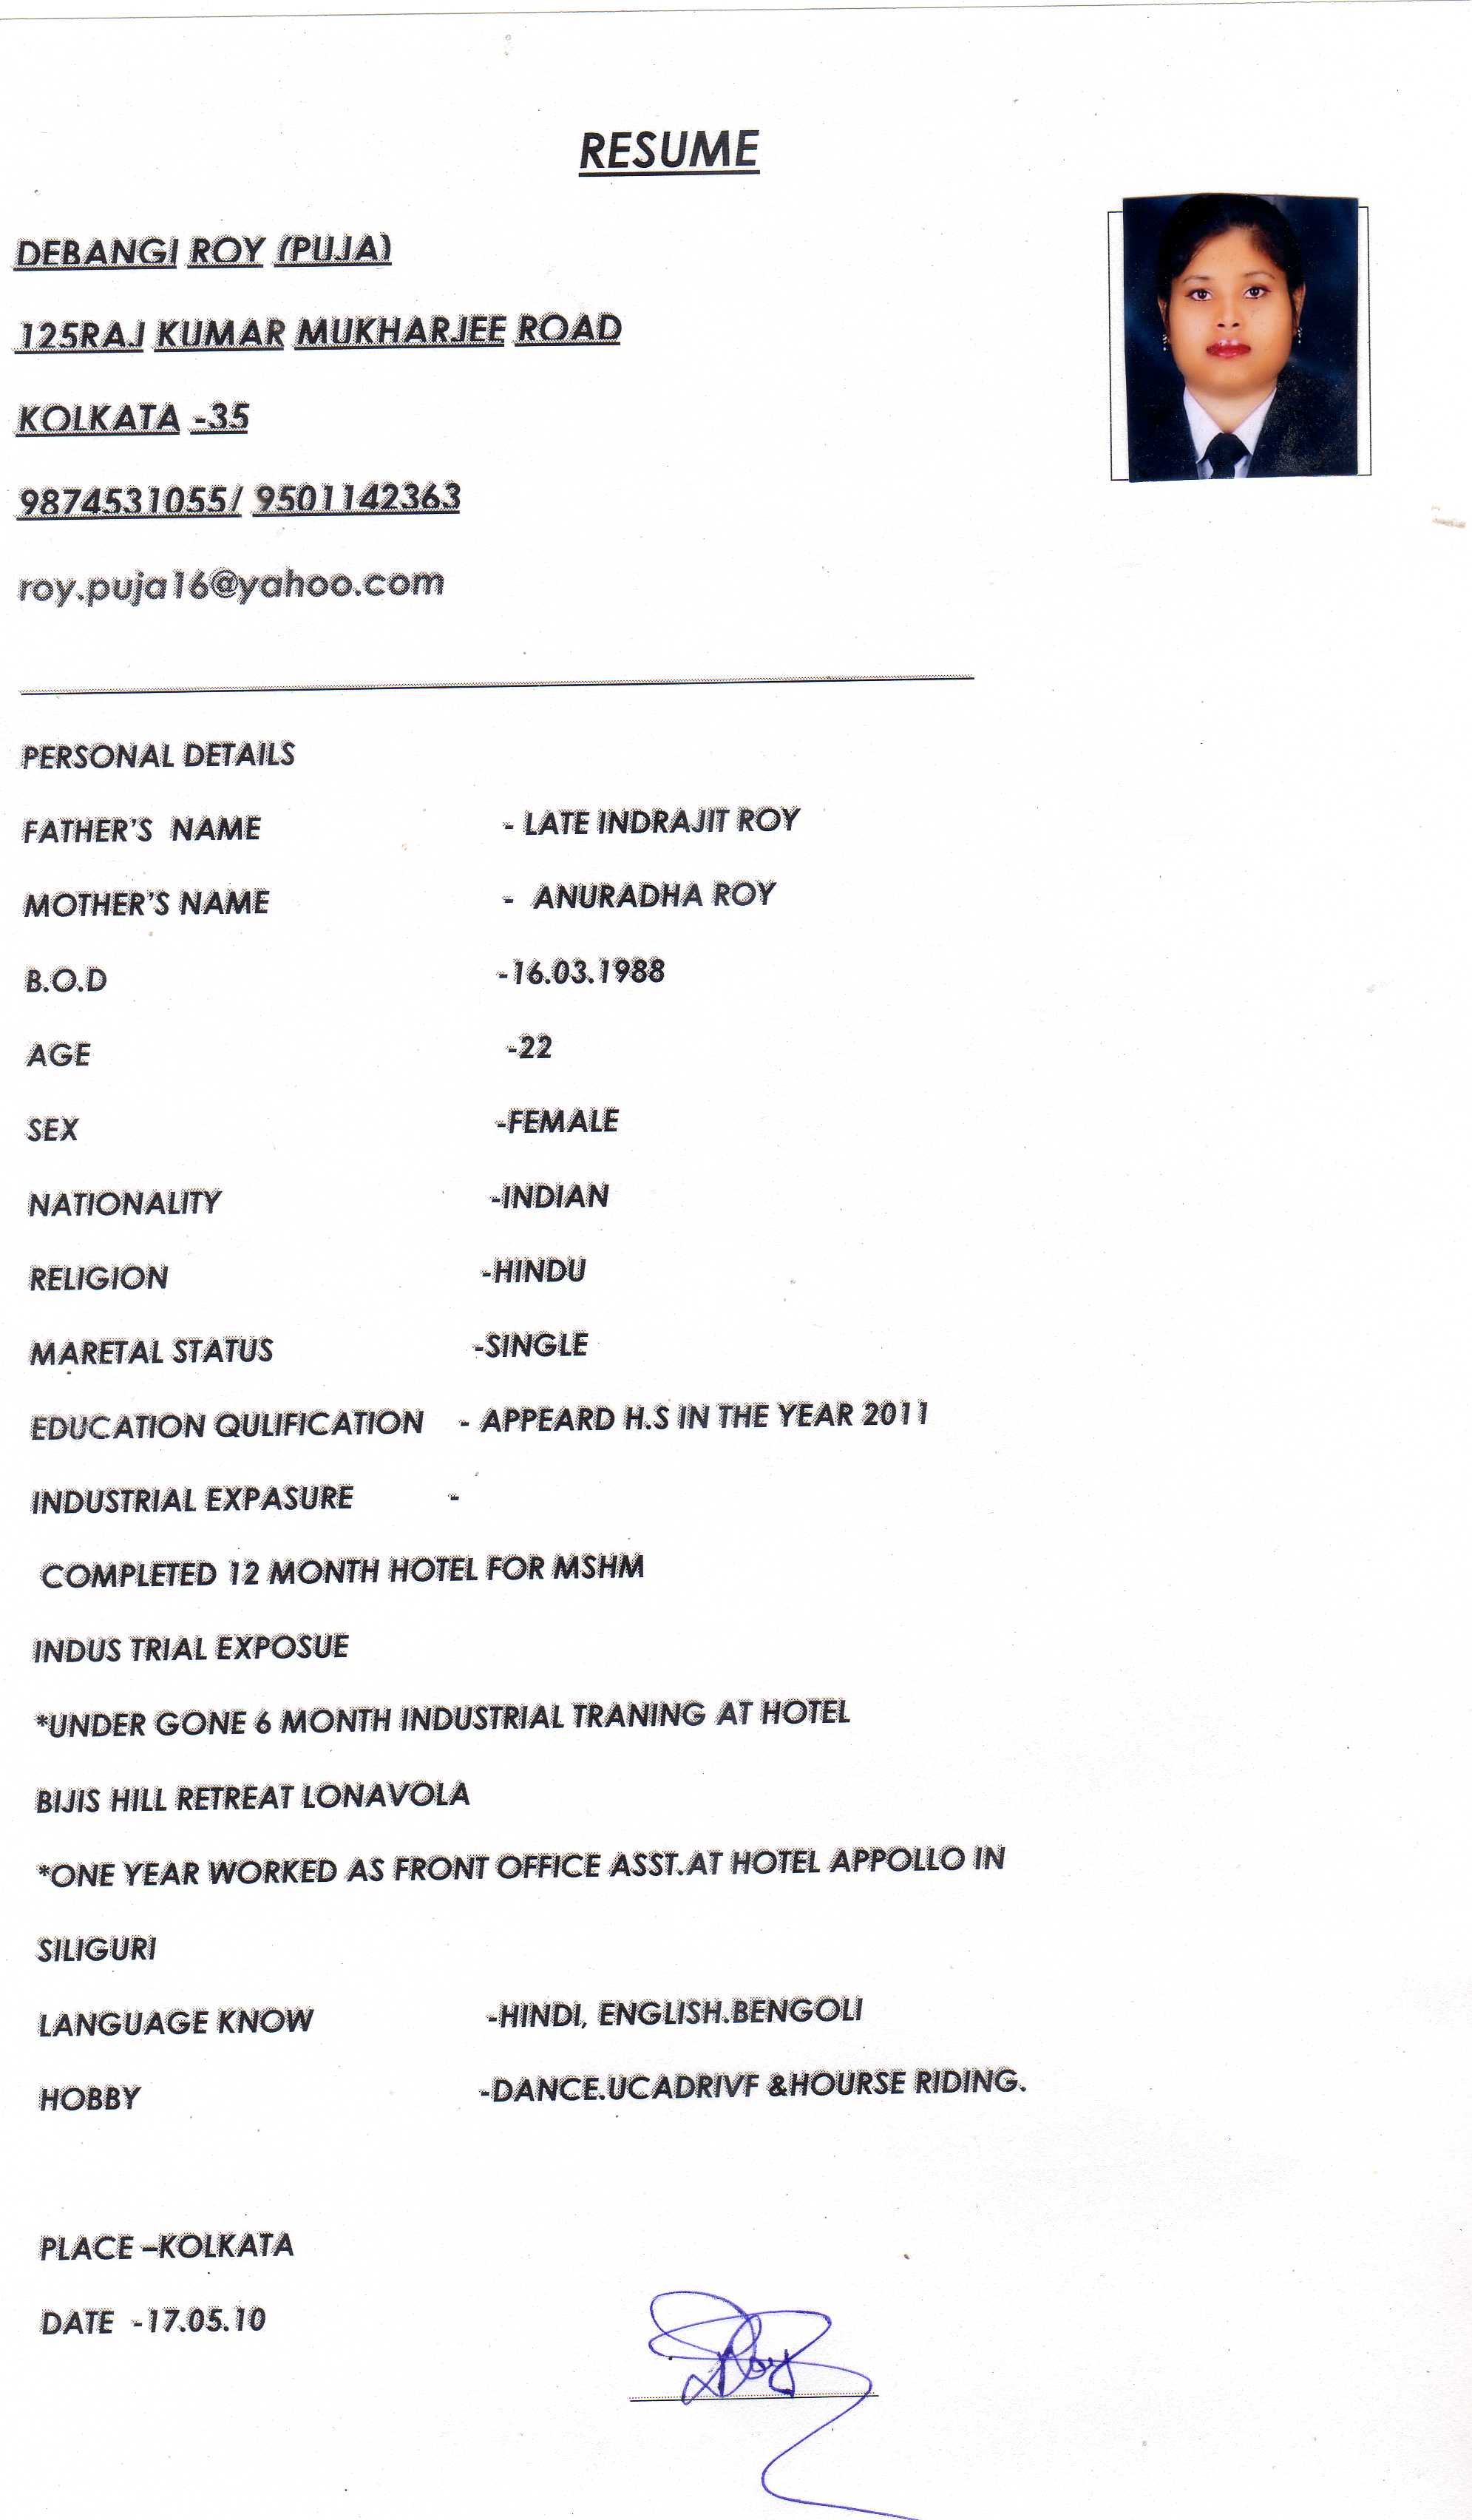 RESUME
DEBANGI ROY (PUJA)
125RAJ KUMAR MUKHARJEE ROAD
KOLKATA -35
9874531055/ 9501142363
roy.puja16@yahoo.com
PERSONAL DETAILS
FATHER'S NAME - LATE INDRAJIT ROY
MOTHER'S NAME - ANURADHA ROY
B.O.D -16.03.1988
AGE -22
SEX -FEMALE
NATIONALITY -INDIAN
RELIGION -HINDU
MARETAL STATUS -SINGLE
EDUCATION QULIFICATION - APPEARD H.S IN THE YEAR 2011
INDUSTRIAL EXPASURE -
COMPLETED 12 MONTH HOTEL FOR MSHM
INDUS TRIAL EXPOSUE
*UNDER GONE 6 MONTH INDUSTRIAL TRANING AT HOTEL
BIJIS HILL RETREAT LONAVOLA
*ONE YEAR WORKED AS FRONT OFFICE ASST.AT HOTEL APPOLLO IN
SILIGURI
LANGUAGE KNOW -HINDI, ENGLISH.BENGOLI
HOBBY -DANCE.UCADRIVF &HOURSE RIDING.
PLACE –KOLKATA
DATE -17.05.10